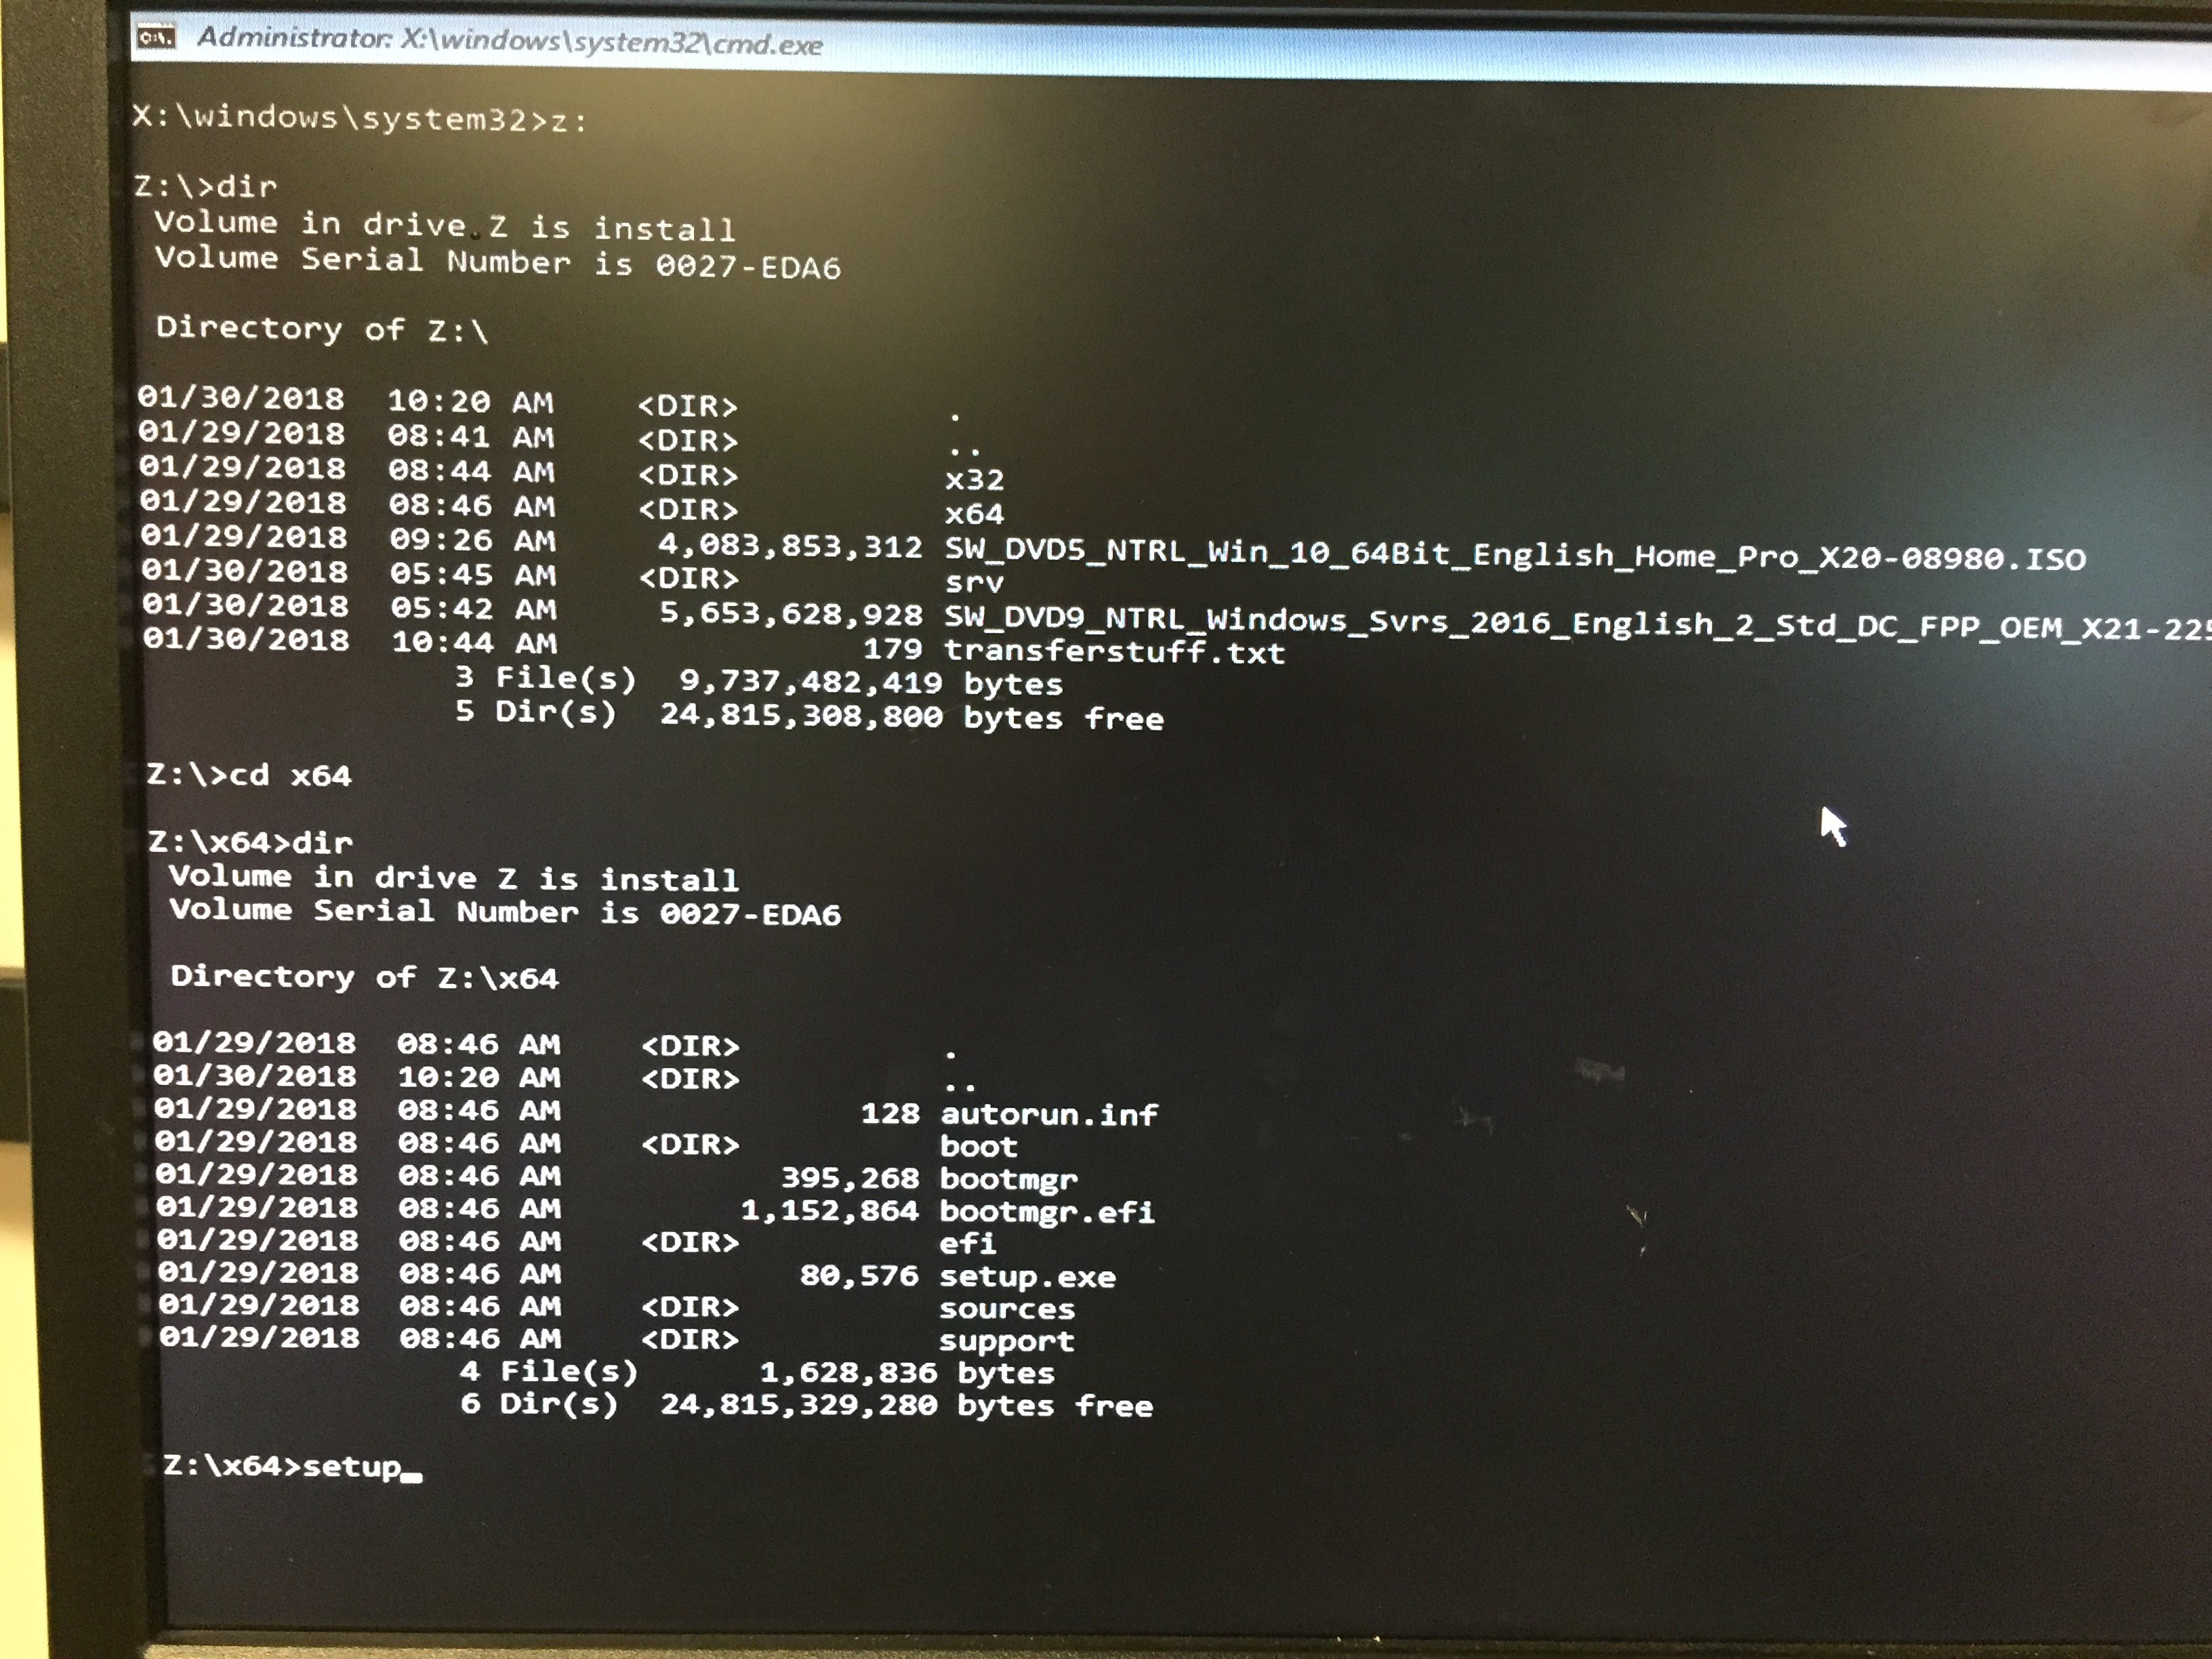 Administrator: X:\windows\system32\cmd.exe
X:\windows\system32>z:
Z:\>dir
Volume in drive Z is install
Volume Serial Number is 0027-EDA6
Directory of Z:\
01/30/2018 10:20 AM <DIR> .
01/29/2018 08:41 AM <DIR> ..
01/29/2018 08:44 AM <DIR> x32
01/29/2018 08:46 AM <DIR> x64
01/29/2018 09:26 AM 4,083,853,312 SW_DVD5_NTRL_Win_10_64Bit_English_Home_Pro_X20-08980.ISO
01/30/2018 05:45 AM <DIR> srv
01/30/2018 05:42 AM 5,653,628,928 SW_DVD9_NTRL_Windows_Svrs_2016_English_2_Std_DC_FPP_OEM_X21-225
01/30/2018 10:44 AM 179 transferstuff.txt
3 File(s) 9,737,482,419 bytes
5 Dir(s) 24,815,308,800 bytes free
Z:\>cd x64
Z:\x64>dir
Volume in drive Z is install
Volume Serial Number is 0027-EDA6
Directory of Z:\x64
01/29/2018 08:46 AM <DIR> .
01/30/2018 10:20 AM <DIR> ..
01/29/2018 08:46 AM 128 autorun.inf
01/29/2018 08:46 AM <DIR> boot
01/29/2018 08:46 AM 395,268 bootmgr
01/29/2018 08:46 AM 1,152,864 bootmgr.efi
01/29/2018 08:46 AM <DIR> efi
01/29/2018 08:46 AM 80,576 setup.exe
01/29/2018 08:46 AM <DIR> sources
01/29/2018 08:46 AM <DIR> support
4 File(s) 1,628,836 bytes
6 Dir(s) 24,815,329,280 bytes free
Z:\x64>setup_